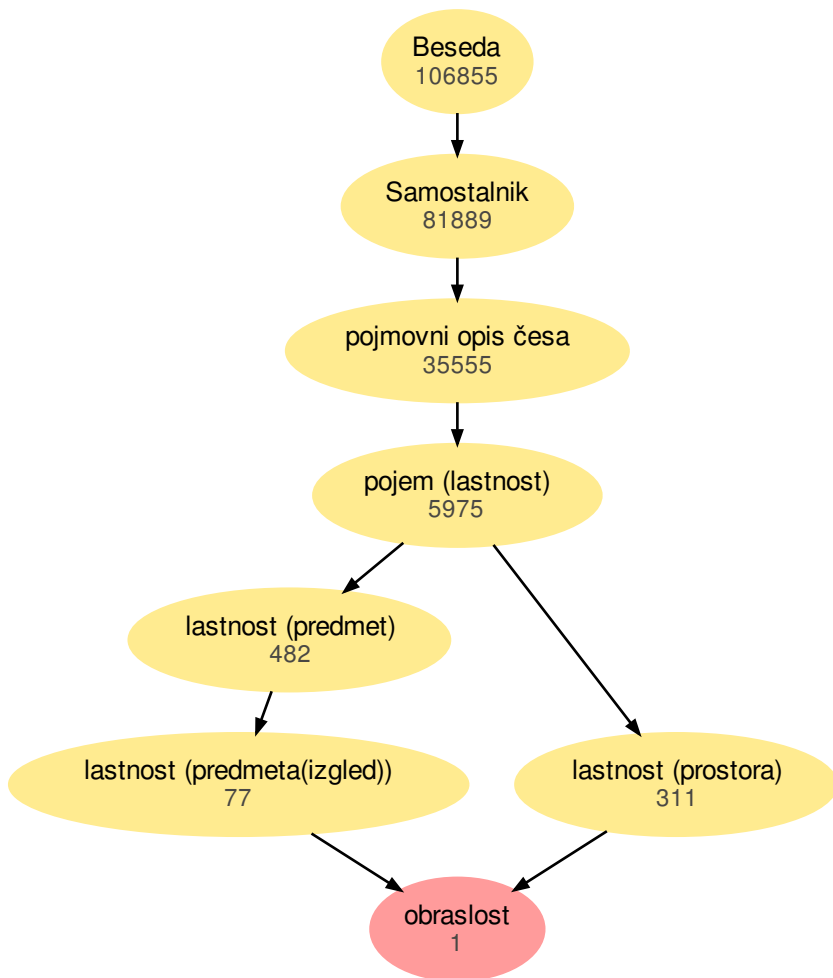 Beseda
106855
Samostalnik
81889
pojmovni opis česa
35555
pojem (lastnost)
5975
lastnost (predmet)
482
lastnost (predmeta(izgled))
77
lastnost (prostora)
311
obraslost
1